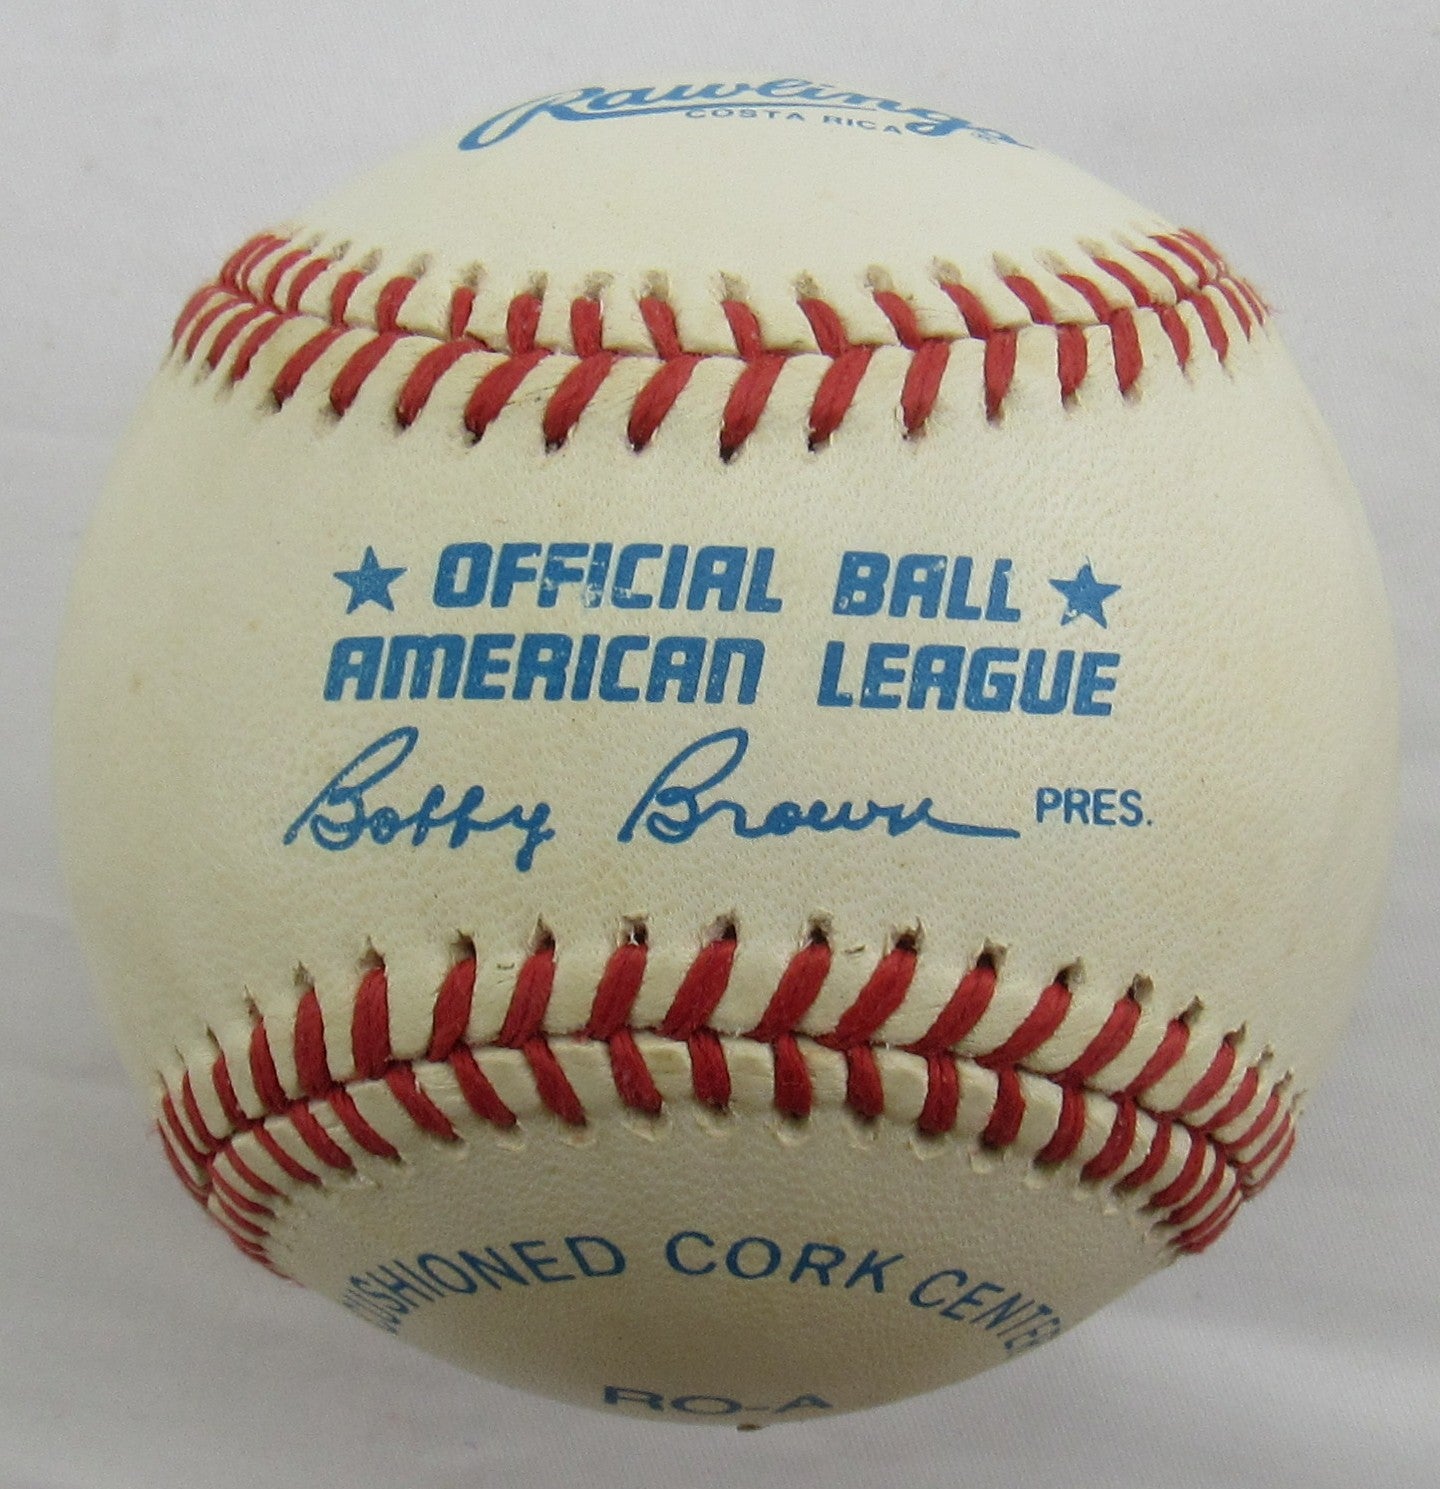 Rawlings
COSTA RICA
★ OFFICIAL BALL ★
AMERICAN LEAGUE
Bobby Brown PRES.
CUSHIONED CORK CENTER
RO-A